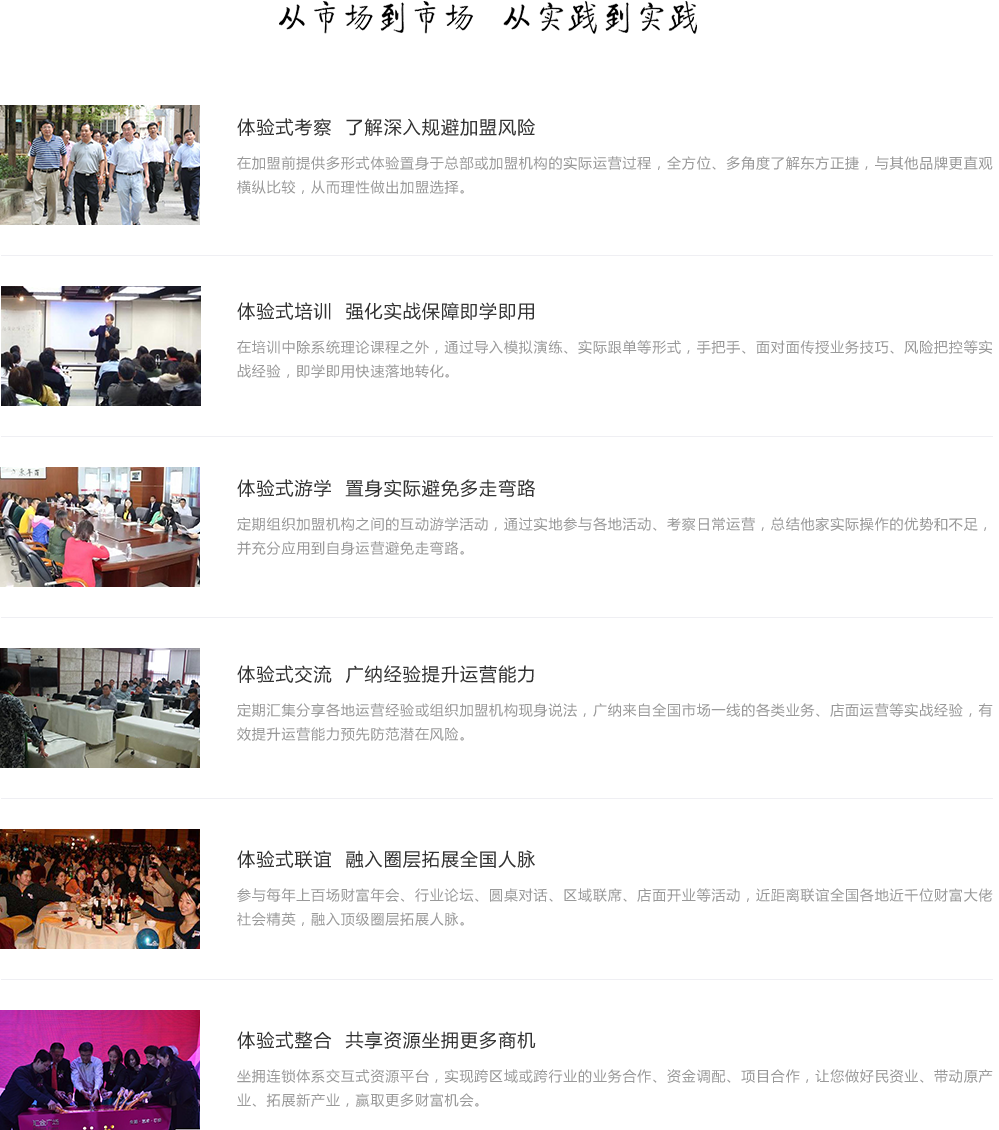 从市场到市场 从实践到实践
体验式考察 了解深入规避加盟风险
在加盟前提供多形式体验置身于总部或加盟机构的实际运营过程，全方位、多角度了解东方正捷，与其他品牌更直观
横纵比较，从而理性做出加盟选择。
体验式培训 强化实战保障即学即用
在培训中除系统理论课程之外，通过导入模拟演练、实际跟单等形式，手把手、面对面传授业务技巧、风险把控等实
战经验，即学即用快速落地转化。
体验式游学 置身实际避免多走弯路
定期组织加盟机构之间的互动游学活动，通过实地参与各地活动、考察日常运营，总结他家实际操作的优势和不足，
并充分应用到自身运营避免走弯路。
体验式交流 广纳经验提升运营能力
定期汇集分享各地运营经验或组织加盟机构现身说法，广纳来自全国市场一线的各类业务、店面运营等实战经验，有
效提升运营能力预先防范潜在风险。
体验式联谊 融入圈层拓展全国人脉
参与每年上百场财富年会、行业论坛、圆桌对话、区域联席、店面开业等活动，近距离联谊全国各地近千位财富大佬
社会精英，融入顶级圈层拓展人脉。
体验式整合 共享资源坐拥更多商机
坐拥连锁体系交互式资源平台，实现跨区域或跨行业的业务合作、资金调配、项目合作，让您做好民资业、带动原产
业、拓展新产业，赢取更多财富机会。